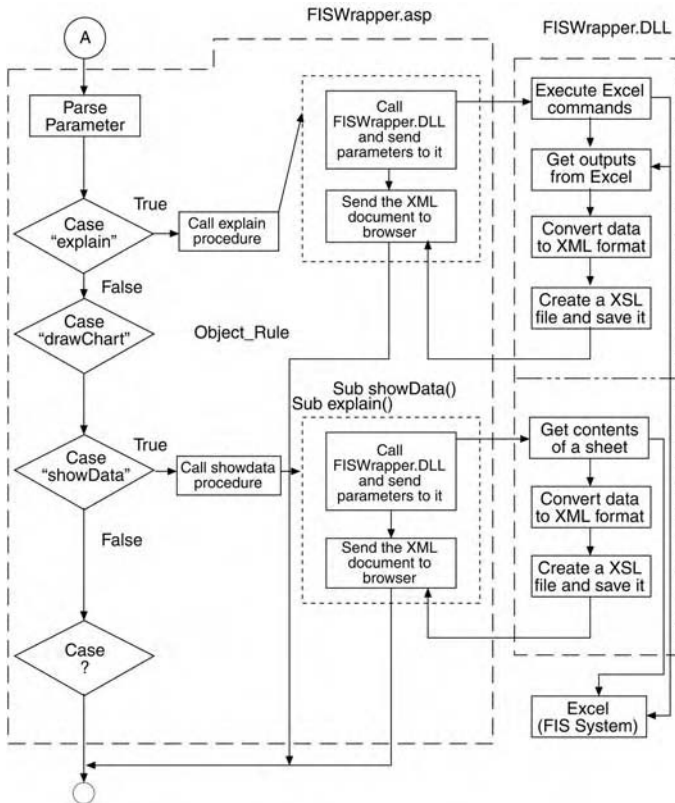 FISWrapper.asp
FISWrapper.DLL
A
Parse
Parameter
Case
“explain”
True
Call explain
procedure
False
Case
“drawChart”
Object_Rule
Case
“showData”
True
Call showdata
procedure
False
Case
?
Call
FISWrapper.DLL
and send
parameters to it
Send the XML
document to
browser
Sub showData()
Sub explain()
Call
FISWrapper.DLL
and send
parameters to it
Send the XML
document to
browser
Execute Excel
commands
Get outputs
from Excel
Convert data
to XML format
Create a XSL
file and save it
Get contents
of a sheet
Convert data
to XML format
Create a XSL
file and save it
Excel
(FIS System)